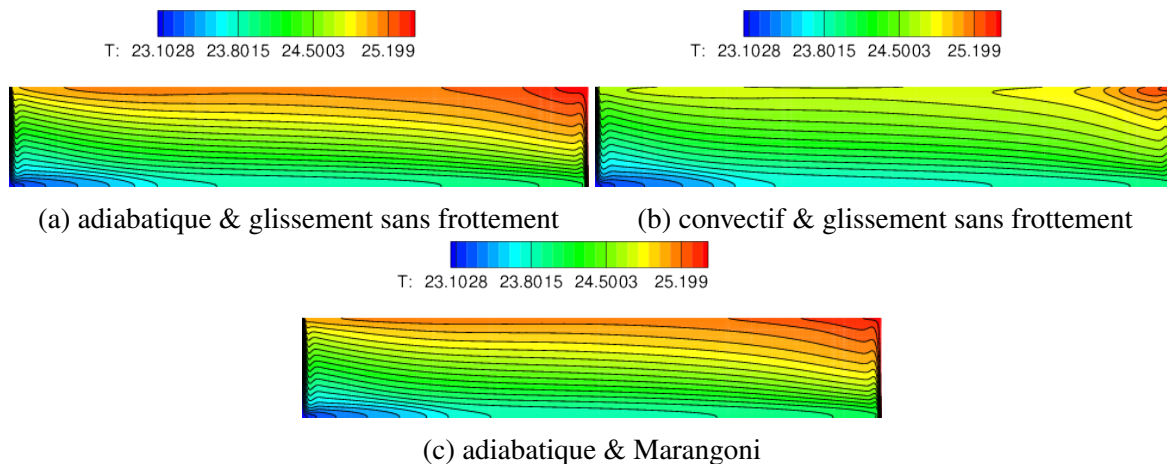 T: 23.1028 23.8015 24.5003 25.199
T: 23.1028 23.8015 24.5003 25.199
(a) adiabatique & glissement sans frottement
(b) convectif & glissement sans frottement
T: 23.1028 23.8015 24.5003 25.199
(c) adiabatique & Marangoni